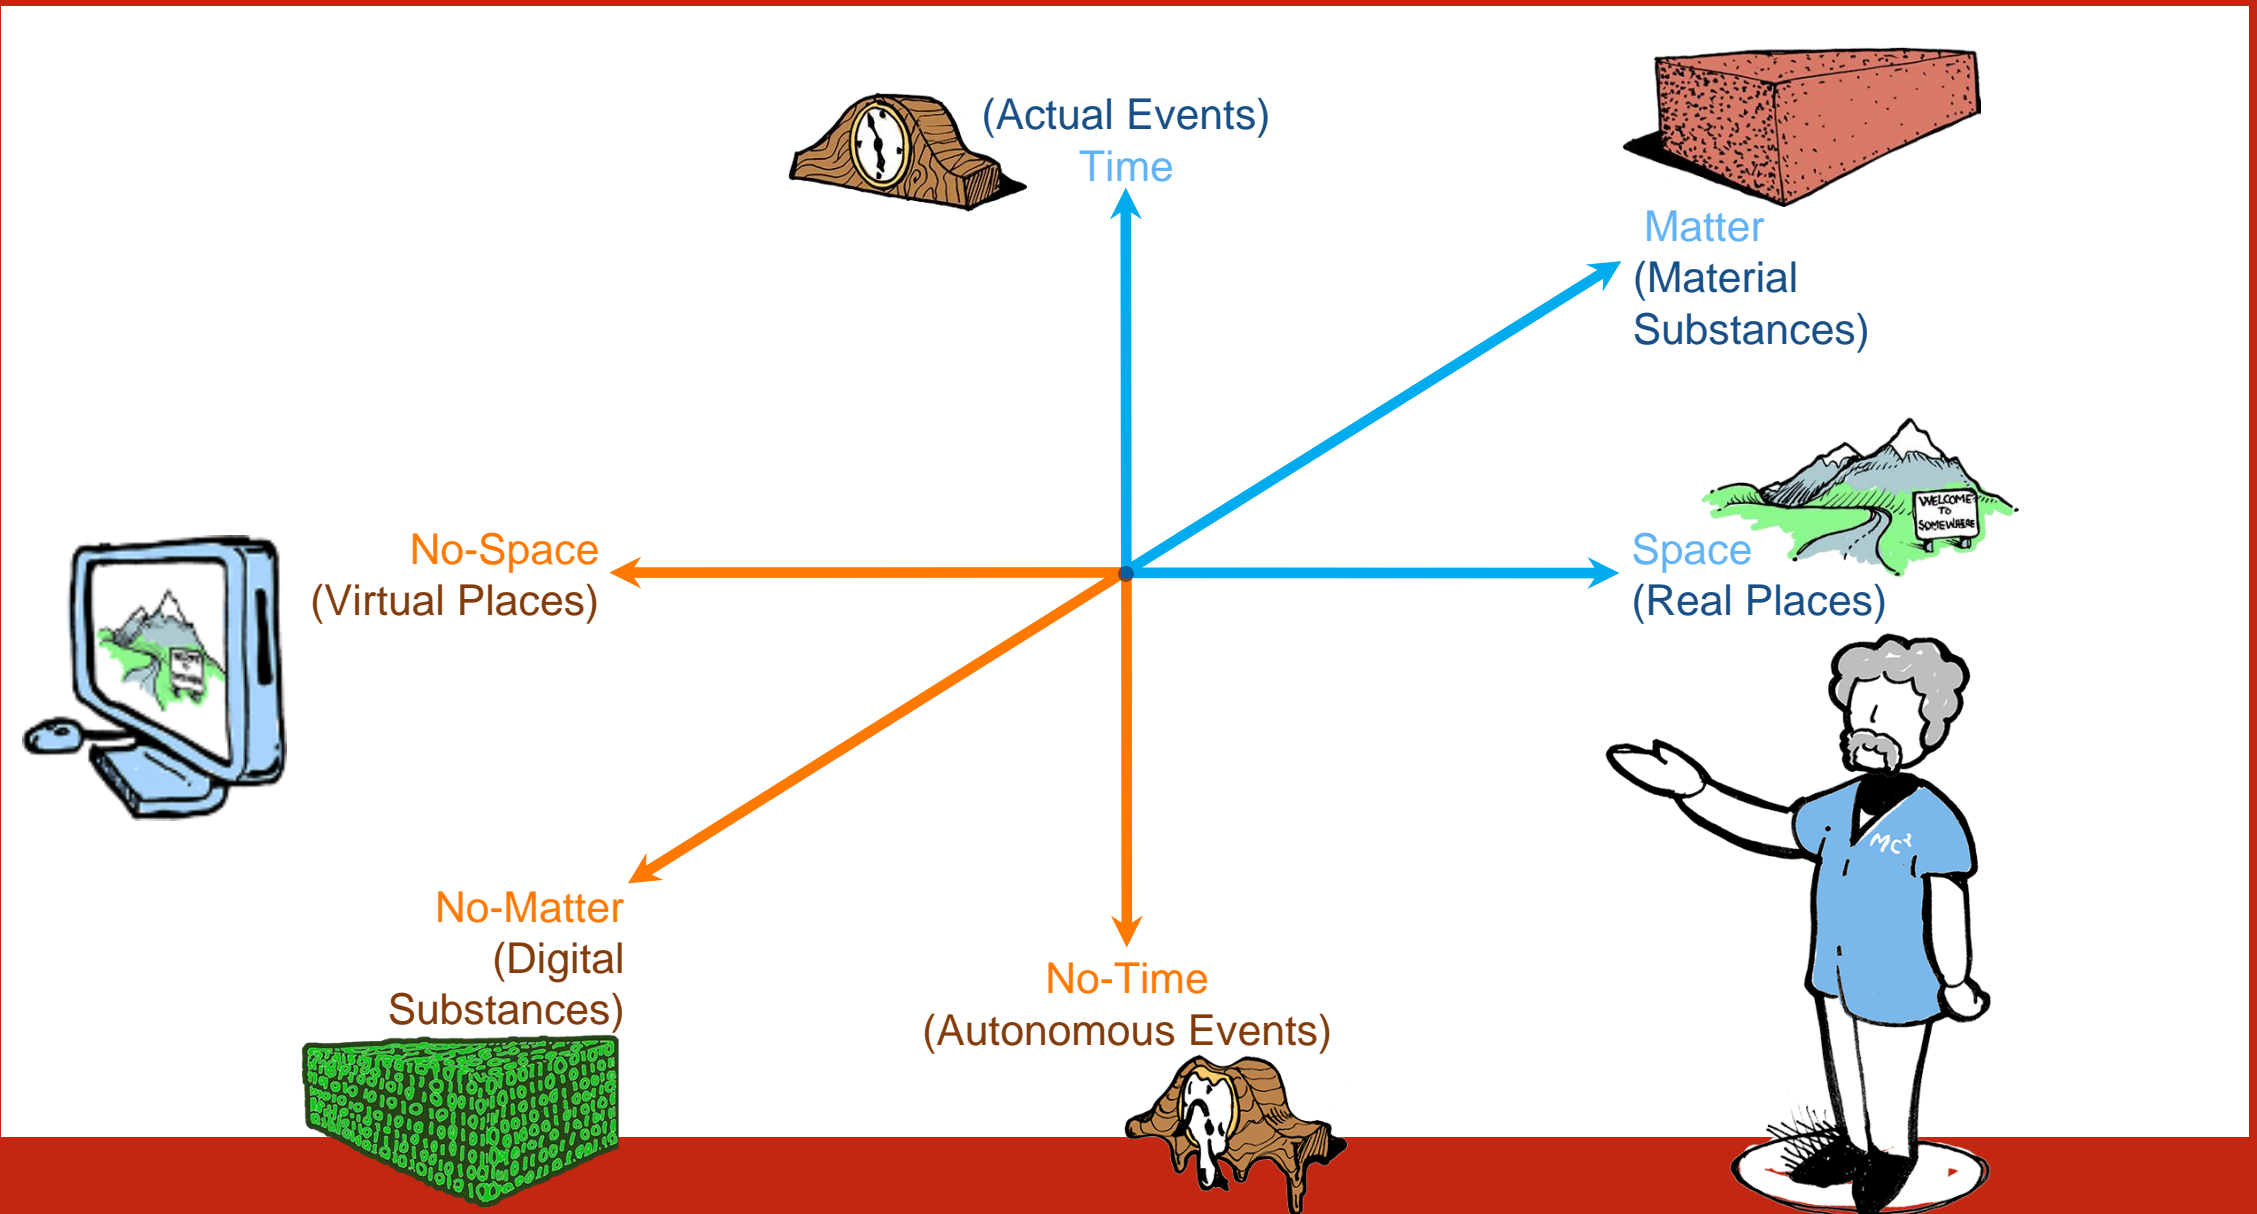 (Actual Events)
Time
Matter
(Material
Substances)
WELCOME
TO
SOMEWHERE
Space
(Real Places)
No-Space
(Virtual Places)
MC²
No-Matter
(Digital
Substances)
No-Time
(Autonomous Events)